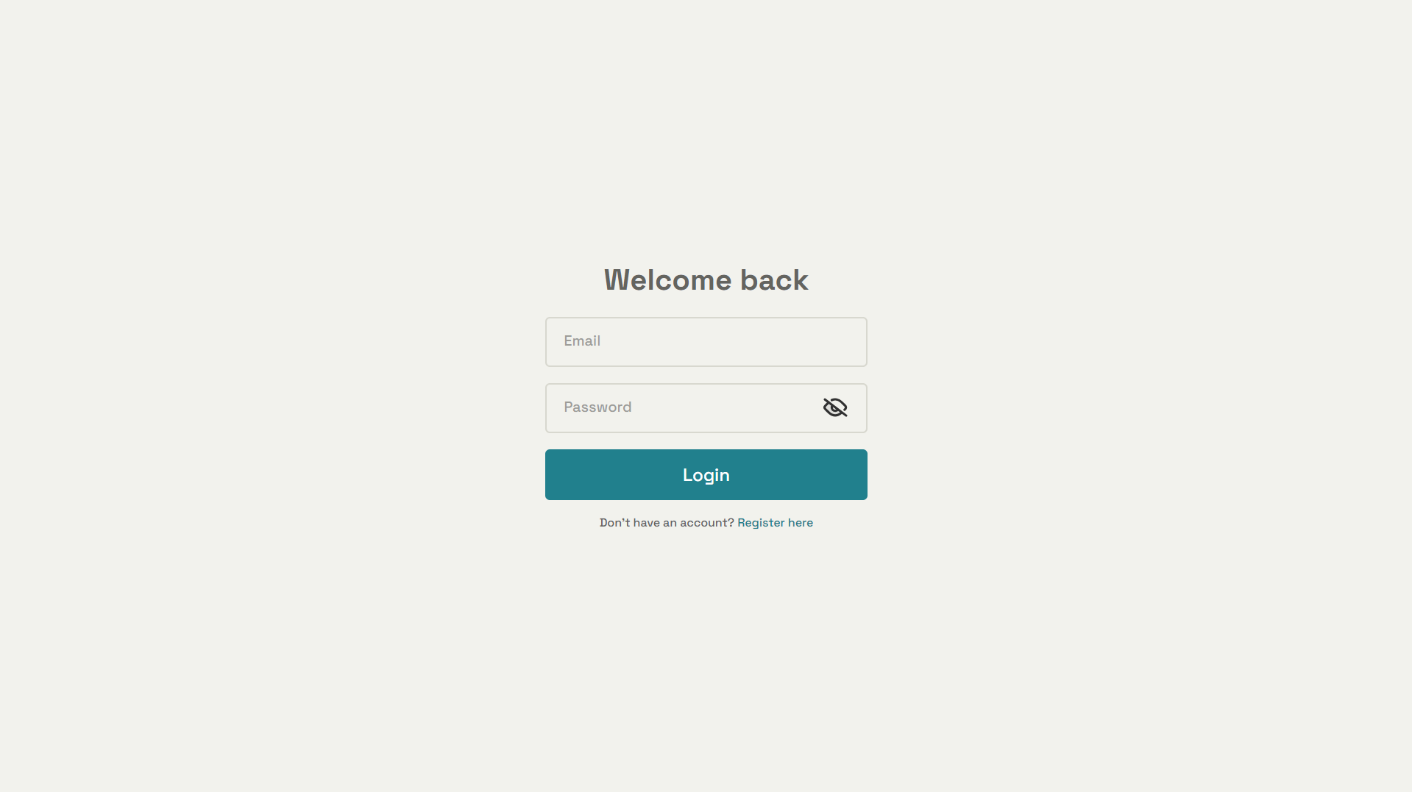 Welcome back
Email
Password
Login
Don't have an account? Register here